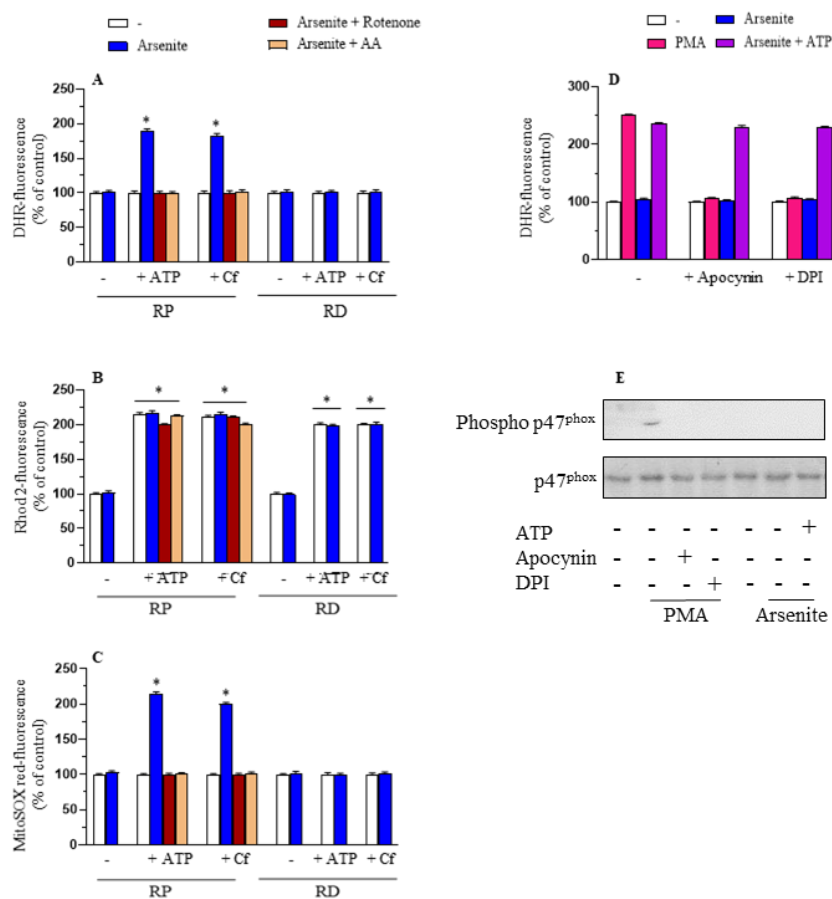 - Arsenite + Rotenone
Arsenite Arsenite + AA
A
DHR-fluorescence
(% of control)
250
200
150
100
50
0
- + ATP + Cf - + ATP + Cf
RP RD
* *
B
Rhod2-fluorescence
(% of control)
250
200
150
100
50
0
* * * *
- + ATP + Cf - + ATP + Cf
RP RD
C
MitoSOX red-fluorescence
(% of control)
250
200
150
100
50
0
* *
- + ATP + Cf - + ATP + Cf
RP RD
- Arsenite
PMA Arsenite + ATP
D
DHR-fluorescence
(% of control)
300
200
100
0
- + Apocynin + DPI
E
Phospho p47phox
p47phox
ATP - - - - - - +
Apocynin - - + - - - -
DPI - - - + - - -
PMA Arsenite